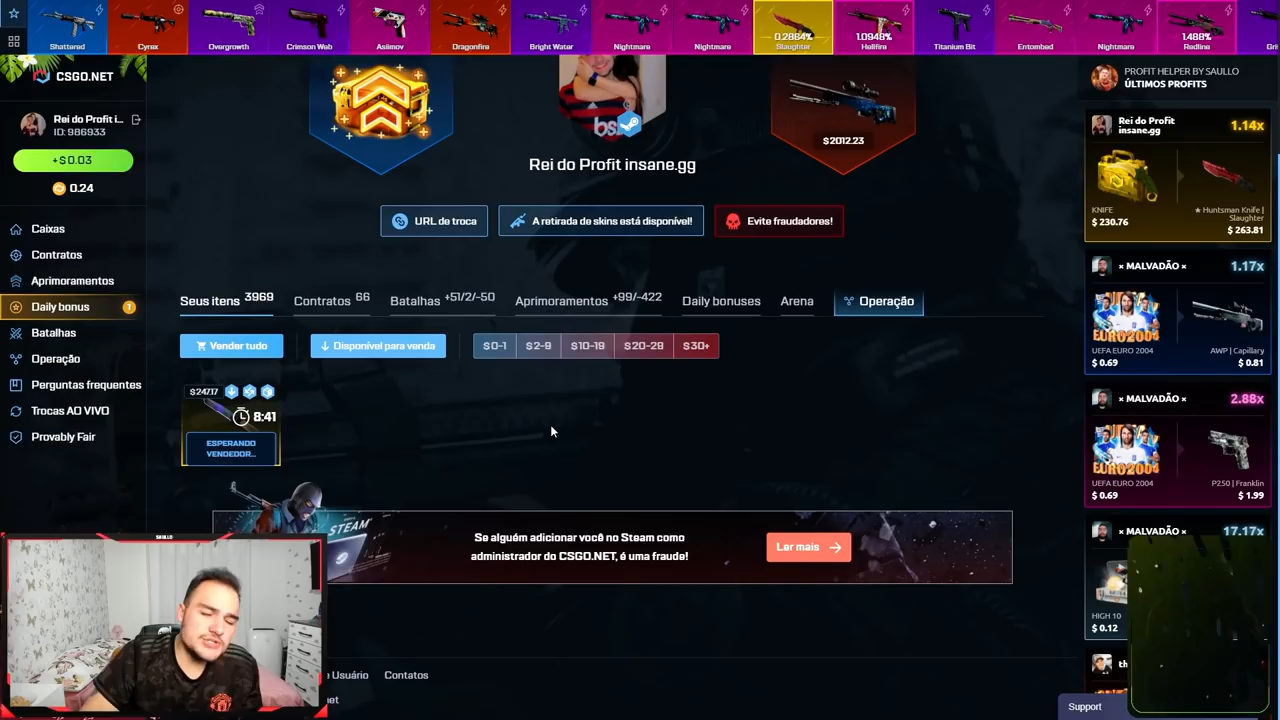 Shattered
Cyrex
Overgrowth
Crimson Web
Asiimov
Dragonfire
Bright Water
Nightmare
Nightmare
0.2864%
Slaughter
1.0946%
Hellfire
Titanium Bit
Entombed
Nightmare
1.488%
Redline
CSGO.NET
Rei do Profit i...
ID: 986933
+$0.03
0.24
Caixas
Contratos
Aprimoramentos
Daily bonus 1
Batalhas
Operação
Perguntas frequentes
Trocas AO VIVO
Provably Fair
$2012.23
Rei do Profit insane.gg
URL de troca
A retirada de skins está disponível!
Evite fraudadores!
Seus itens 3969
Contratos 66
Batalhas +51/2/-50
Aprimoramentos +99/-422
Daily bonuses
Arena
Operação
Vender tudo
Disponível para venda
$0-1
$2-9
$10-19
$20-29
$30+
$247.17
8:41
ESPERANDO
VENDEDOR...
STEAM
Se alguém adicionar você no Steam como
administrador do CSGO.NET, é uma fraude!
Ler mais
Usuário
Contatos
SAULLO
PROFIT HELPER BY SAULLO
ÚLTIMOS PROFITS
Rei do Profit
insane.gg
1.14x
KNIFE
$ 230.76
★ Huntsman Knife |
Slaughter
$ 263.81
× MALVADÃO ×
1.17x
EURO2004
UEFA EURO 2004
$ 0.69
AWP | Capillary
$ 0.81
× MALVADÃO ×
2.88x
EURO2004
UEFA EURO 2004
$ 0.69
P250 | Franklin
$ 1.99
× MALVADÃO ×
17.17x
HIGH 10
$ 0.12
Support